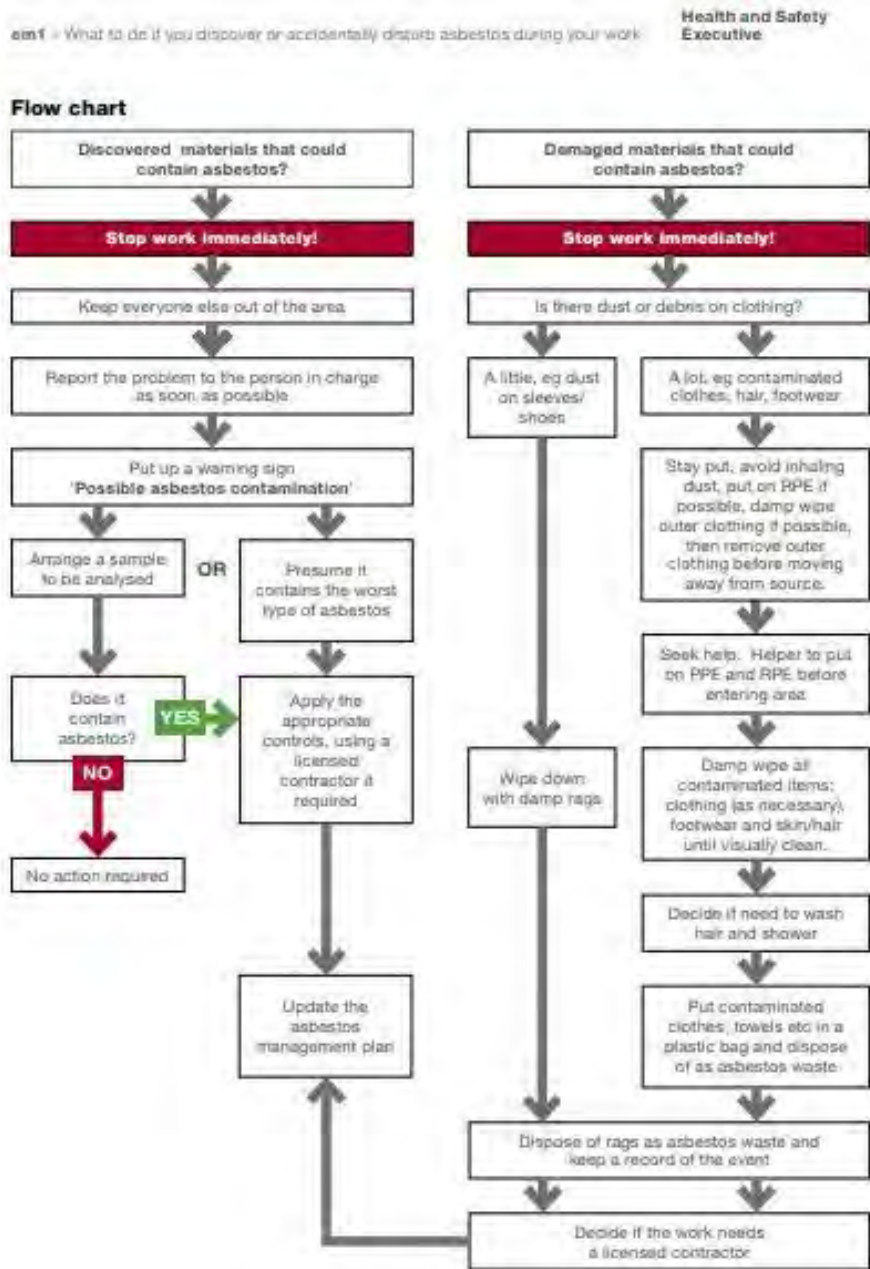 em1 - What to do if you discover or accidentally disturb asbestos during your work
Health and Safety
Executive
Flow chart
Discovered materials that could
contain asbestos?
Stop work immediately!
Keep everyone else out of the area
Report the problem to the person in charge
as soon as possible
Put up a warning sign
'Possible asbestos contamination'
Arrange a sample
to be analysed
OR
Presume it
contains the worst
type of asbestos
Does it
contain
asbestos?
YES
NO
No action required
Apply the
appropriate
controls, using a
licensed
contractor if
required
Update the
asbestos
management plan
Damaged materials that could
contain asbestos?
Stop work immediately!
Is there dust or debris on clothing?
A little, eg dust
on sleeves/
shoes
Wipe down
with damp rags
A lot, eg contaminated
clothes, hair, footwear
Stay put, avoid inhaling
dust, put on RPE if
possible, damp wipe
outer clothing if possible,
then remove outer
clothing before moving
away from source.
Seek help. Helper to put
on PPE and RPE before
entering area
Damp wipe all
contaminated items:
clothing (as necessary),
footwear and skin/hair
until visually clean.
Decide if need to wash
hair and shower
Put contaminated
clothes, towels etc in a
plastic bag and dispose
of as asbestos waste
Dispose of rags as asbestos waste and
keep a record of the event
Decide if the work needs
a licensed contractor